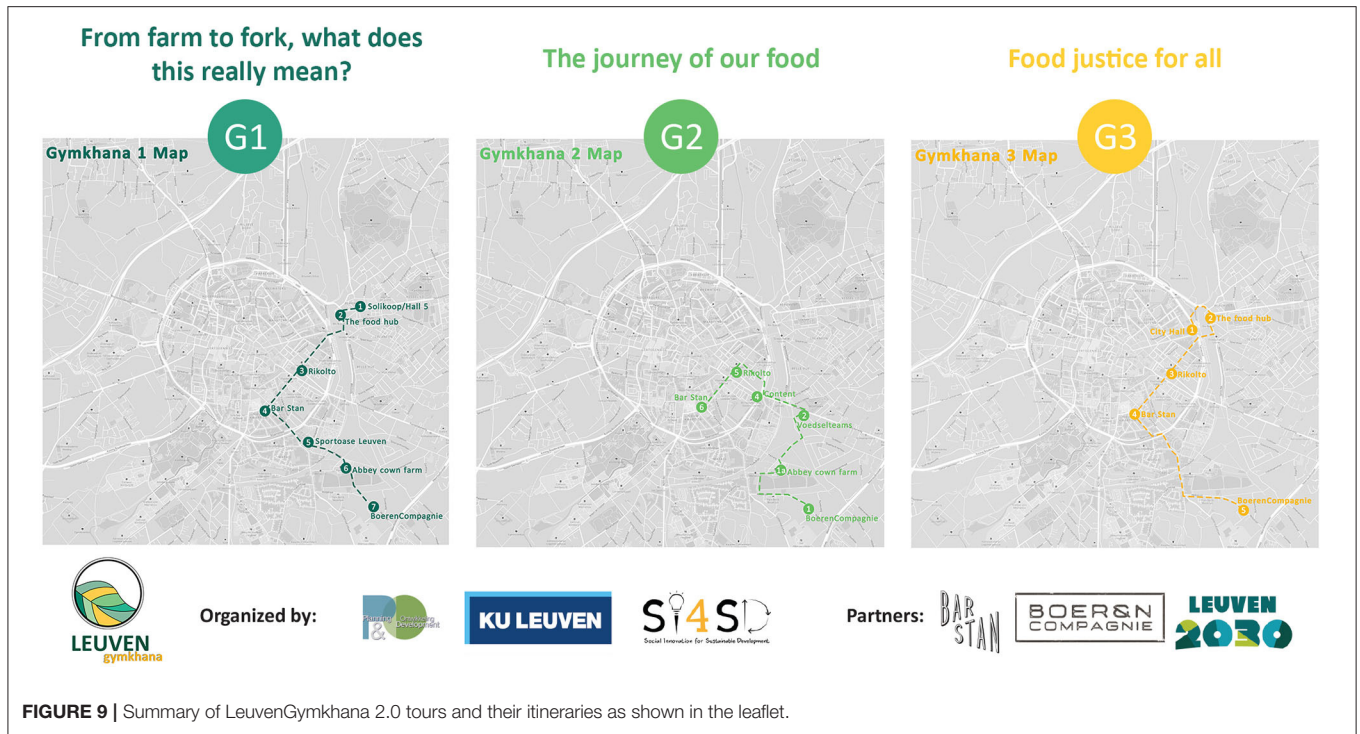 From farm to fork, what does
this really mean?
The journey of our food
Food justice for all
G1
G2
G3
Gymkhana 1 Map
1 Solikoop/Hall 5
2 The food hub
3 Rikolto
4 Bar Stan
5 Sportoase Leuven
6 Abbey cown farm
7 BoerenCompagnie
Gymkhana 2 Map
5 Rikolto
Bar Stan
6
4 Content
2 Voedselteams
1a Abbey cown farm
1 BoerenCompagnie
Gymkhana 3 Map
2 The food hub
City Hall 1
3 Rikolto
4 Bar Stan
BoerenCompagnie
5
LEUVEN
gymkhana
Organized by:
P&D
Planning
Development
KU LEUVEN
Si4SD
Social Innovation for Sustainable Development
Partners:
BAR
STAN
BOER&N
COMPAGNIE
LEUVEN
2030
FIGURE 9 | Summary of LeuvenGymkhana 2.0 tours and their itineraries as shown in the leaflet.